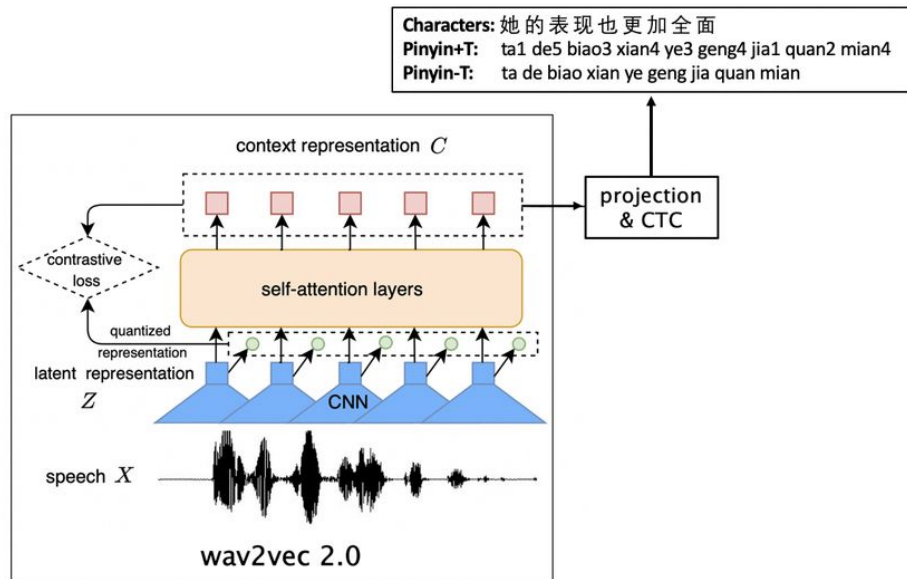 Characters: 她的表现也更加全面
Pinyin+T: ta1 de5 biao3 xian4 ye3 geng4 jia1 quan2 mian4
Pinyin-T: ta de biao xian ye geng jia quan mian
context representation C
projection
& CTC
contrastive
loss
self-attention layers
quantized
representation
latent representation
Z
CNN
speech X
wav2vec 2.0